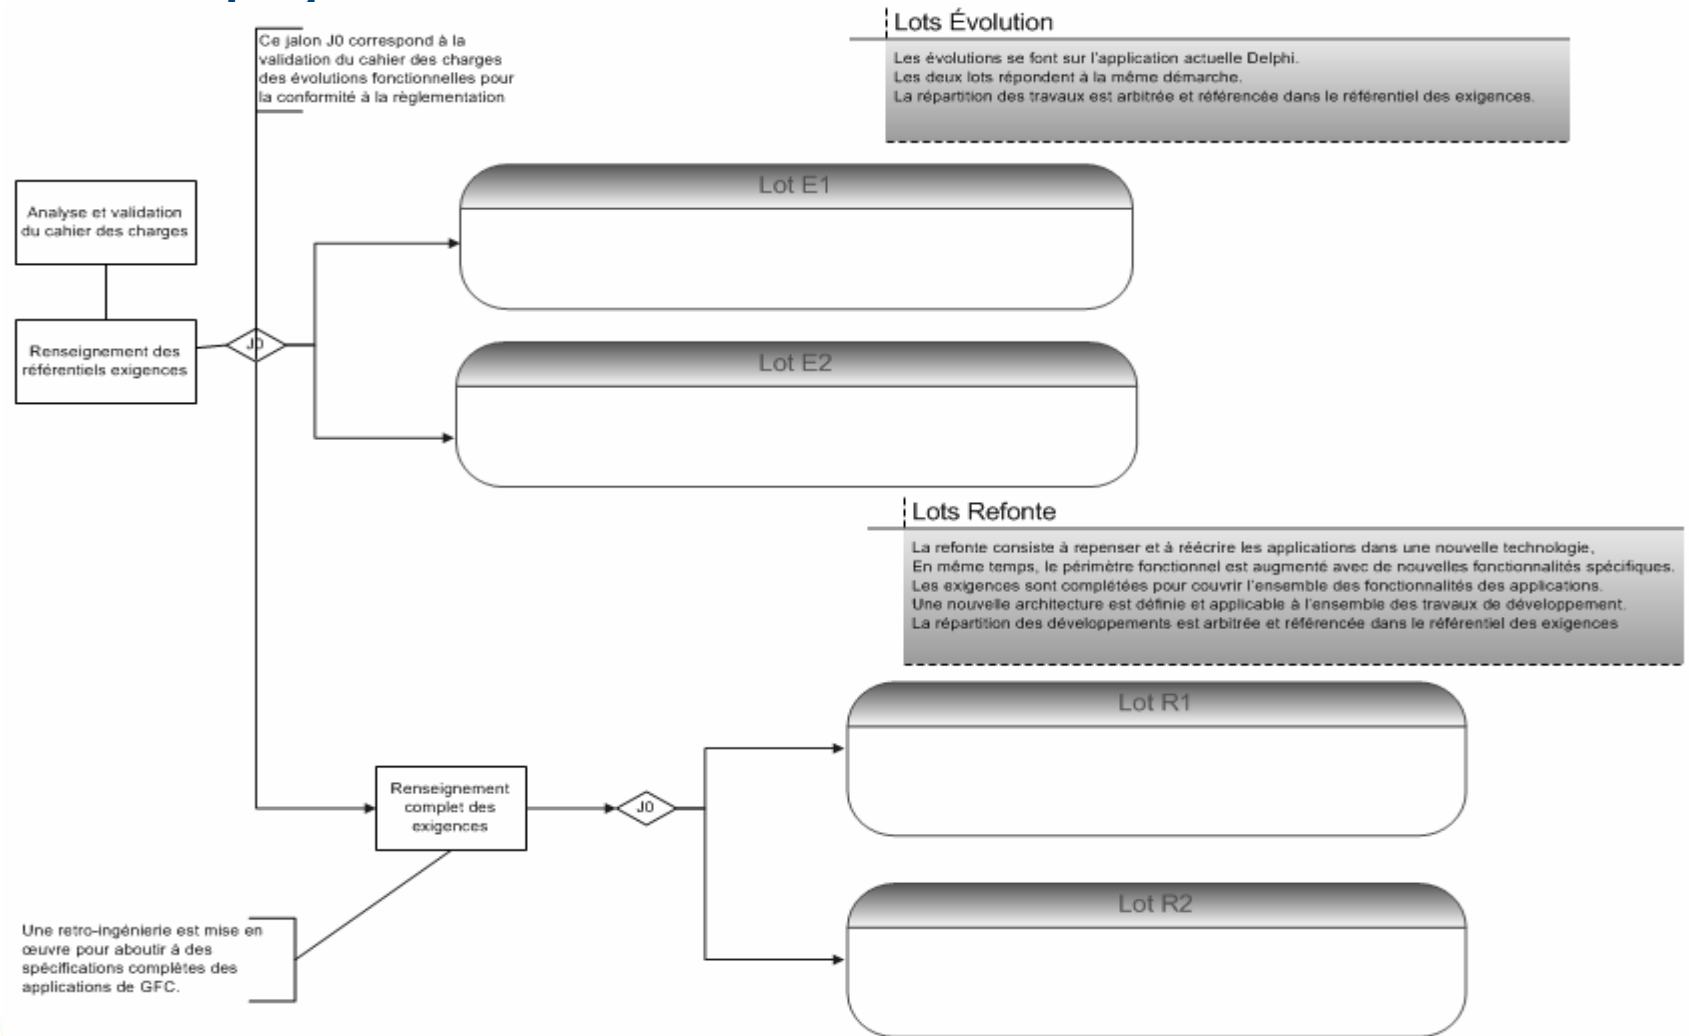 Ce jalon J0 correspond à la
validation du cahier des charges
des évolutions fonctionnelles pour
la conformité à la règlementation
Lots Évolution
Les évolutions se font sur l'application actuelle Delphi.
Les deux lots répondent à la même démarche.
La répartition des travaux est arbitrée et référencée dans le référentiel des exigences.
Analyse et validation
du cahier des charges
Renseignement des
référentiels exigences
J0
Lot E1
Lot E2
Lots Refonte
La refonte consiste à repenser et à réécrire les applications dans une nouvelle technologie,
En même temps, le périmètre fonctionnel est augmenté avec de nouvelles fonctionnalités spécifiques.
Les exigences sont complétées pour couvrir l'ensemble des fonctionnalités des applications.
Une nouvelle architecture est définie et applicable à l'ensemble des travaux de développement.
La répartition des développements est arbitrée et référencée dans le référentiel des exigences
Renseignement
complet des
exigences
J0
Lot R1
Lot R2
Une retro-ingénierie est mise en
œuvre pour aboutir à des
spécifications complètes des
applications de GFC.